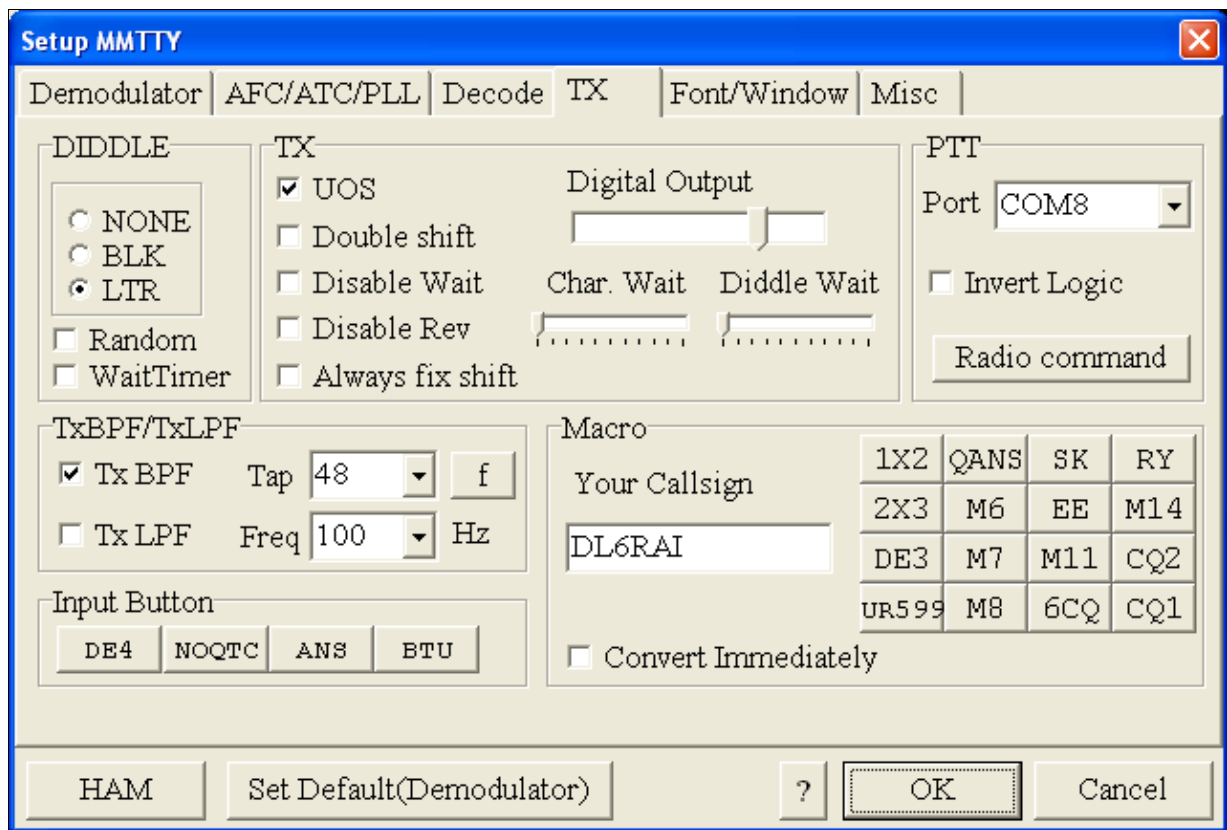 Setup MMTTY
Demodulator AFC/ATC/PLL Decode TX Font/Window Misc
DIDDLE
NONE
BLK
LTR
Random
WaitTimer
TX
UOS
Double shift
Disable Wait
Disable Rev
Always fix shift
Digital Output
Char. Wait Diddle Wait
PTT
Port COM8
Invert Logic
Radio command
TxBPF/TxLPF
Tx BPF Tap 48 f
Tx LPF Freq 100 Hz
Input Button
DE4 NOQTC ANS BTU
Macro
Your Callsign
DL6RAI
Convert Immediately
1X2 QANS SK RY
2X3 M6 EE M14
DE3 M7 M11 CQ2
UR599 M8 6CQ CQ1
HAM Set Default(Demodulator) ? OK Cancel